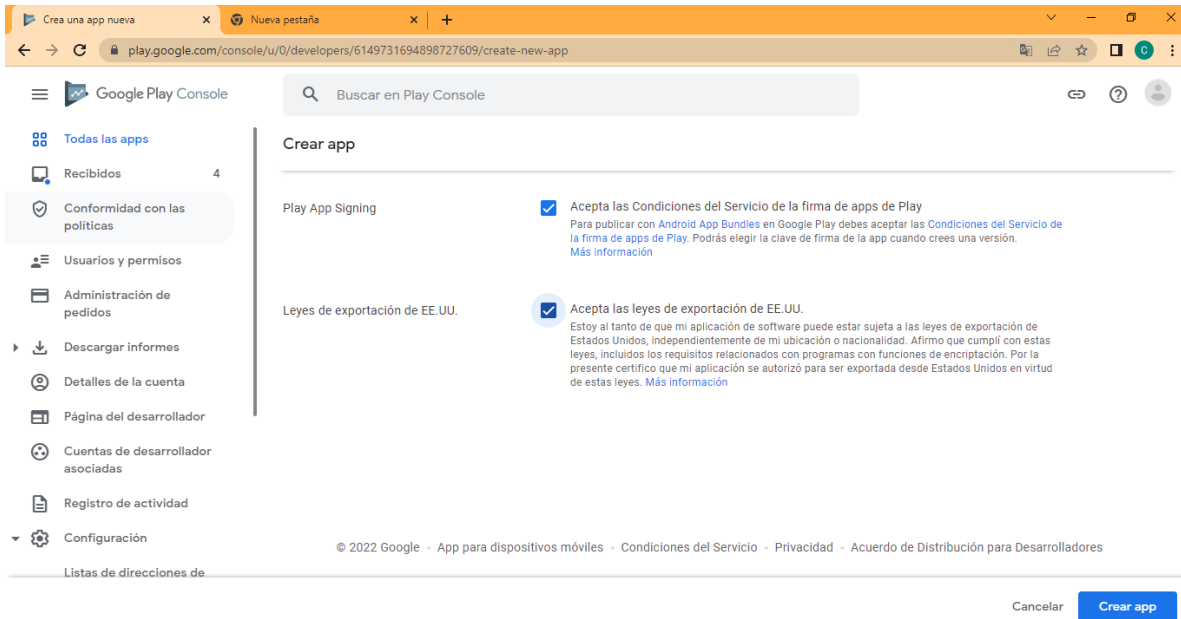 Crea una app nueva
Nueva pestaña
play.google.com/console/u/0/developers/6149731694898727609/create-new-app
C
Google Play Console
Buscar en Play Console
Todas las apps
Recibidos 4
Conformidad con las
políticas
Usuarios y permisos
Administración de
pedidos
Descargar informes
Detalles de la cuenta
Página del desarrollador
Cuentas de desarrollador
asociadas
Registro de actividad
Configuración
Listas de direcciones de
Crear app
Play App Signing
Acepta las Condiciones del Servicio de la firma de apps de Play
Para publicar con Android App Bundles en Google Play debes aceptar las Condiciones del Servicio de
la firma de apps de Play. Podrás elegir la clave de firma de la app cuando crees una versión.
Más información
Leyes de exportación de EE.UU.
Acepta las leyes de exportación de EE.UU.
Estoy al tanto de que mi aplicación de software puede estar sujeta a las leyes de exportación de
Estados Unidos, independientemente de mi ubicación o nacionalidad. Afirmo que cumplí con estas
leyes, incluidos los requisitos relacionados con programas con funciones de encriptación. Por la
presente certifico que mi aplicación se autorizó para ser exportada desde Estados Unidos en virtud
de estas leyes. Más información
© 2022 Google · App para dispositivos móviles · Condiciones del Servicio · Privacidad · Acuerdo de Distribución para Desarrolladores
Cancelar
Crear app